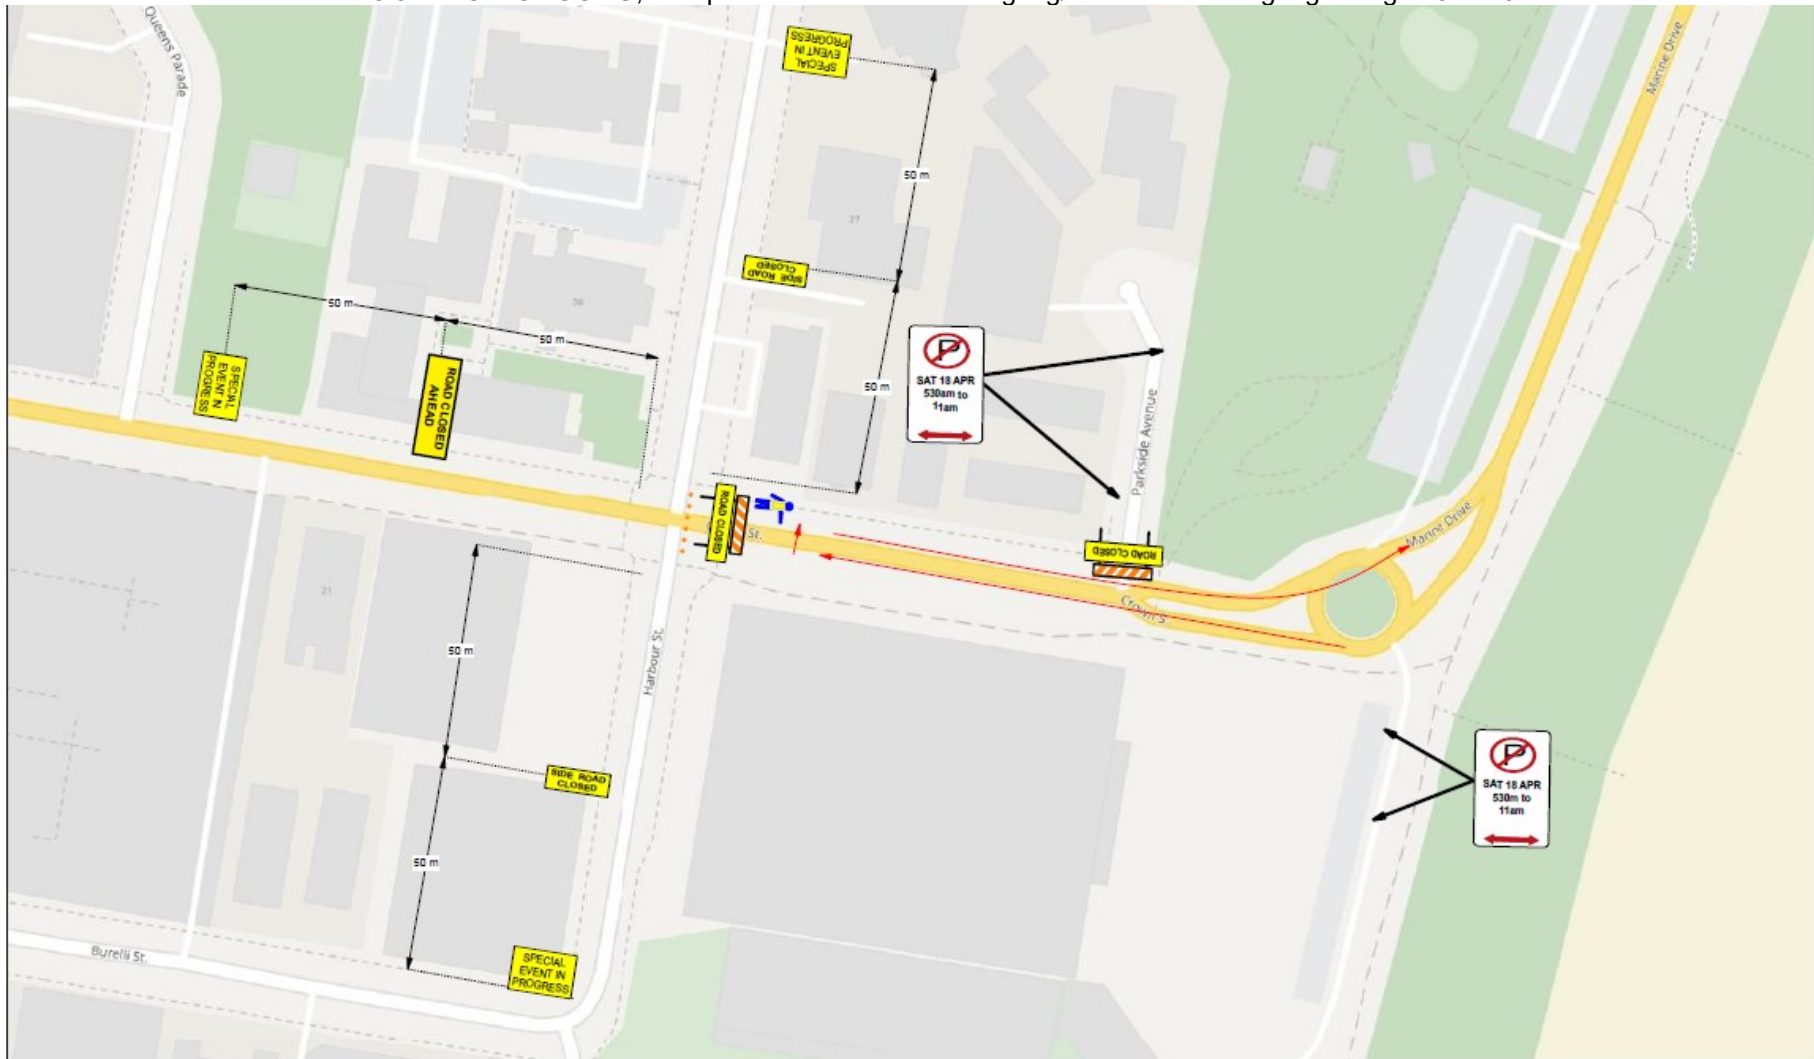 Queens Parade
SPECIAL
EVENT IN
PROGRESS
Marine Drive
50 m
27
SIDE ROAD
CLOSED
50 m
56
50 m
50 m
SPECIAL
EVENT IN
PROGRESS
ROAD CLOSED
AHEAD
P
SAT 18 APR
530am to
11am
Parkside Avenue
ROAD CLOSED
St.
ROAD CLOSED
Marine Drive
Crown S
21
50 m
Harbour St.
SIDE ROAD
CLOSED
P
SAT 18 APR
530m to
11am
50 m
Burelli St.
SPECIAL
EVENT IN
PROGRESS